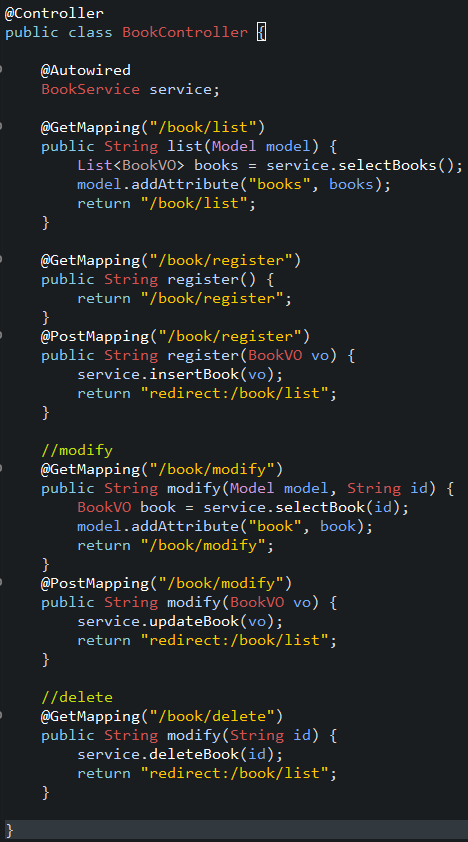 @Controller
public class BookController {
@Autowired
BookService service;
@GetMapping("/book/list")
public String list(Model model) {
List<BookVO> books = service.selectBooks();
model.addAttribute("books", books);
return "/book/list";
}
@GetMapping("/book/register")
public String register() {
return "/book/register";
}
@PostMapping("/book/register")
public String register(BookVO vo) {
service.insertBook(vo);
return "redirect:/book/list";
}
//modify
@GetMapping("/book/modify")
public String modify(Model model, String id) {
BookVO book = service.selectBook(id);
model.addAttribute("book", book);
return "/book/modify";
}
@PostMapping("/book/modify")
public String modify(BookVO vo) {
service.updateBook(vo);
return "redirect:/book/list";
}
//delete
@GetMapping("/book/delete")
public String modify(String id) {
service.deleteBook(id);
return "redirect:/book/list";
}
}